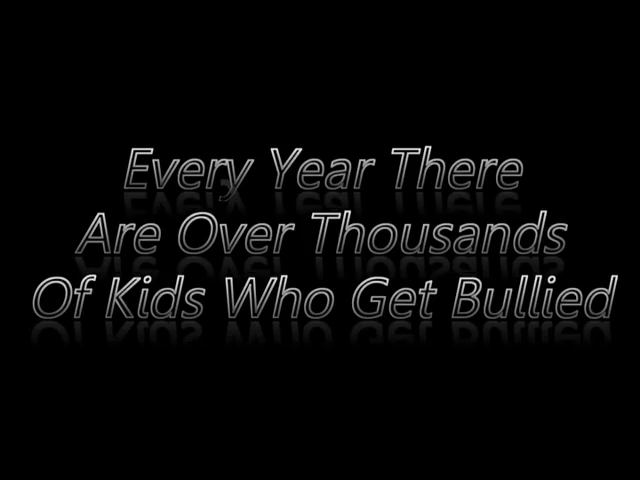 Every Year There
Are Over Thousands
Of Kids Who Get Bullied